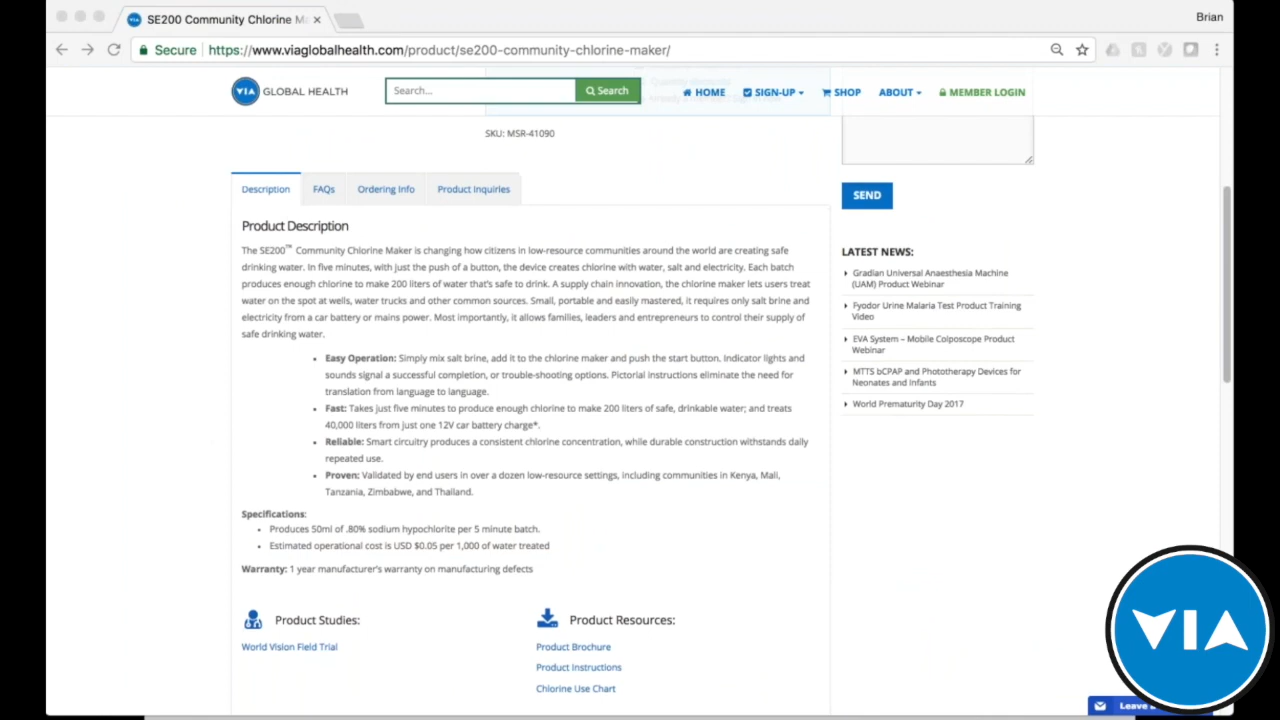 SE200 Community Chlorine Ma
Brian
Secure
https://www.viaglobalhealth.com/product/se200-community-chlorine-maker/
VIA GLOBAL HEALTH
Search...
Search
HOME
SIGN-UP
SHOP
ABOUT
MEMBER LOGIN
SKU: MSR-41090
Description
FAQs
Ordering Info
Product Inquiries
Product Description
The SE200™ Community Chlorine Maker is changing how citizens in low-resource communities around the world are creating safe
drinking water. In five minutes, with just the push of a button, the device creates chlorine with water, salt and electricity. Each batch
produces enough chlorine to make 200 liters of water that's safe to drink. A supply chain innovation, the chlorine maker lets users treat
water on the spot at wells, water trucks and other common sources. Small, portable and easily mastered, it requires only salt brine and
electricity from a car battery or mains power. Most importantly, it allows families, leaders and entrepreneurs to control their supply of
safe drinking water.
Easy Operation: Simply mix salt brine, add it to the chlorine maker and push the start button. Indicator lights and
sounds signal a successful completion, or trouble-shooting options. Pictorial instructions eliminate the need for
translation from language to language.
Fast: Takes just five minutes to produce enough chlorine to make 200 liters of safe, drinkable water; and treats
40,000 liters from just one 12V car battery charge*.
Reliable: Smart circuitry produces a consistent chlorine concentration, while durable construction withstands daily
repeated use.
Proven: Validated by end users in over a dozen low-resource settings, including communities in Kenya, Mali,
Tanzania, Zimbabwe, and Thailand.
Specifications:
Produces 50ml of .80% sodium hypochlorite per 5 minute batch.
Estimated operational cost is USD $0.05 per 1,000 of water treated
Warranty: 1 year manufacturer's warranty on manufacturing defects
Product Studies:
World Vision Field Trial
Product Resources:
Product Brochure
Product Instructions
Chlorine Use Chart
SEND
LATEST NEWS:
Gradian Universal Anaesthesia Machine
(UAM) Product Webinar
Fyodor Urine Malaria Test Product Training
Video
EVA System – Mobile Colposcope Product
Webinar
MTTS bCPAP and Phototherapy Devices for
Neonates and Infants
World Prematurity Day 2017
Leave
VIA